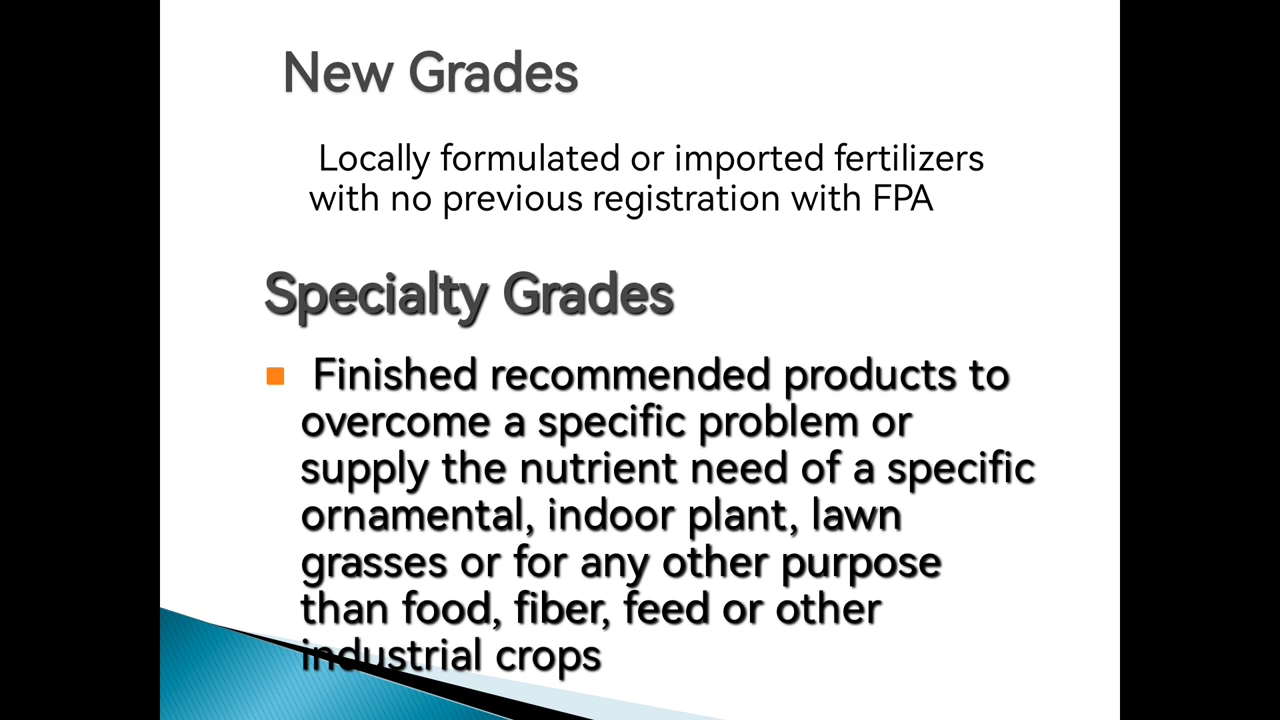 New Grades
Locally formulated or imported fertilizers
with no previous registration with FPA
Specialty Grades
Finished recommended products to
overcome a specific problem or
supply the nutrient need of a specific
ornamental, indoor plant, lawn
grasses or for any other purpose
than food, fiber, feed or other
industrial crops